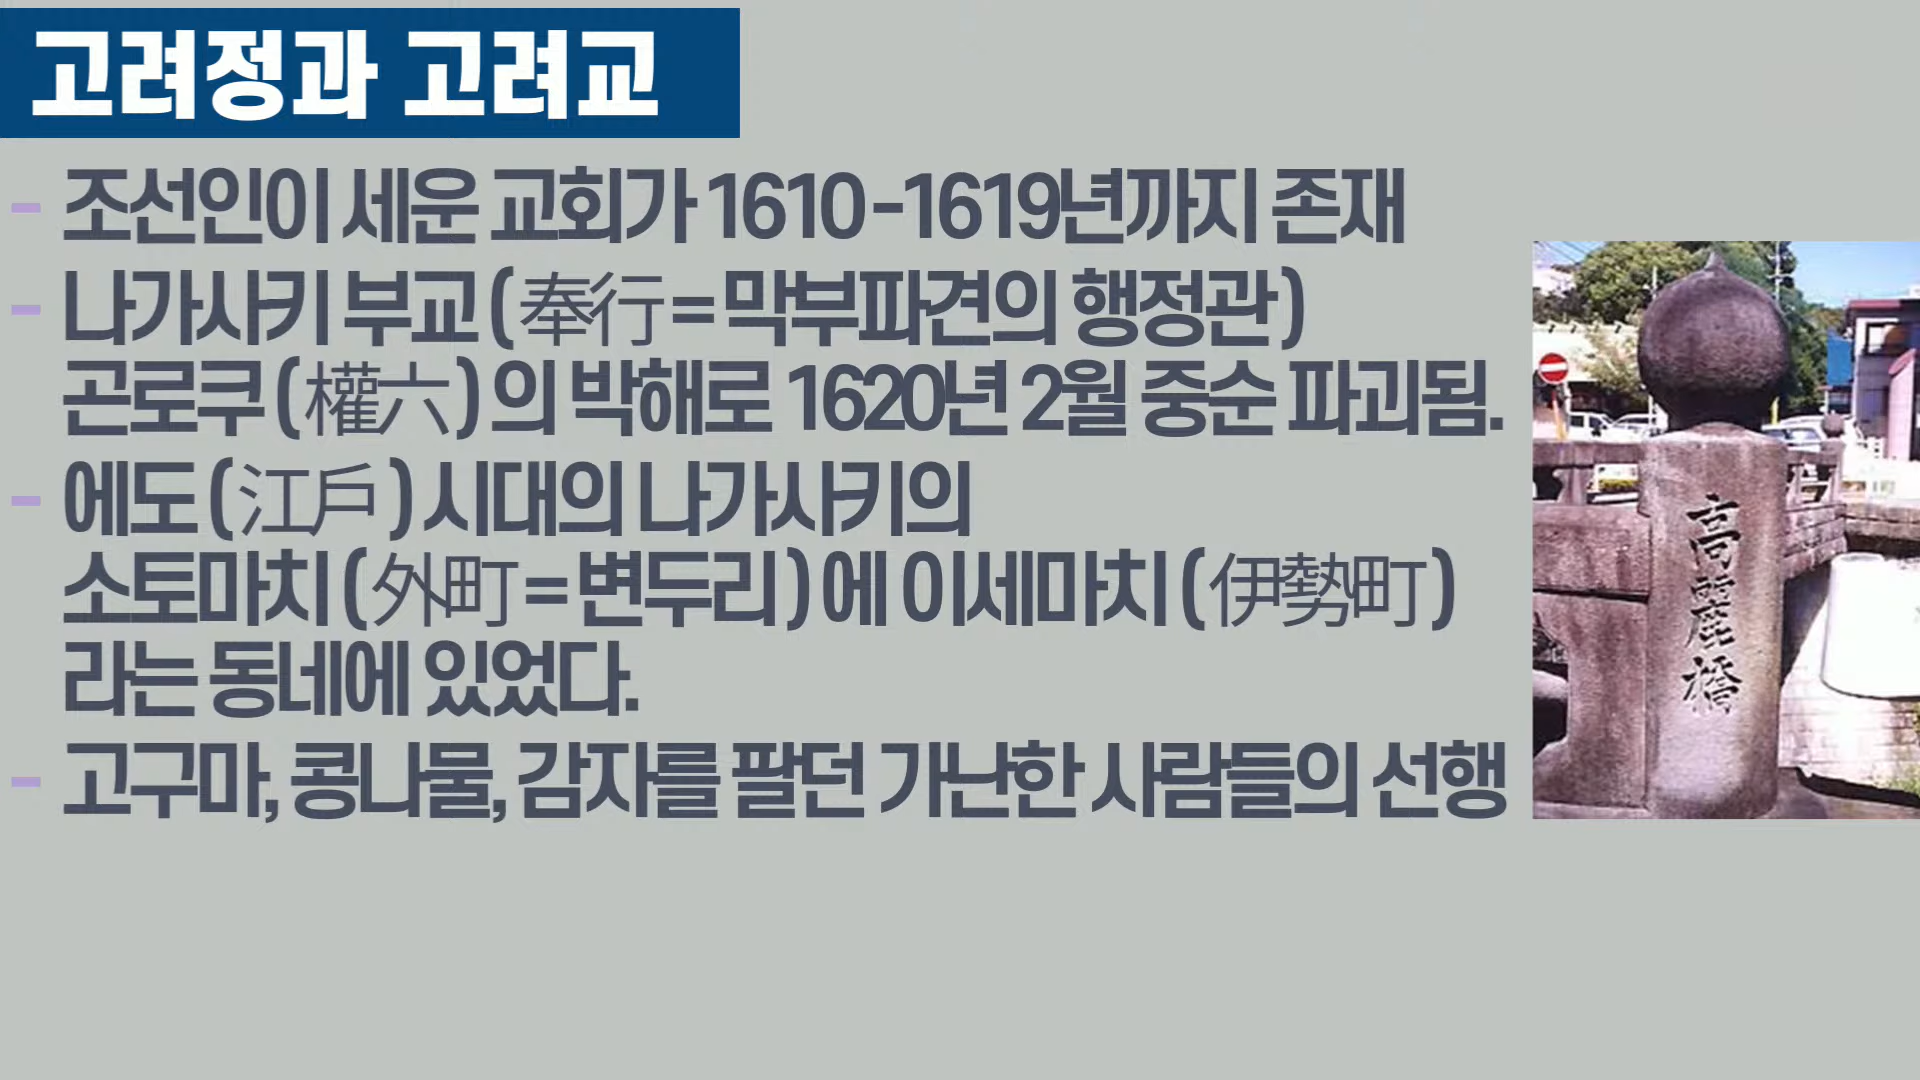 고려정과 고려교
- 조선인이 세운 교회가 1610-1619년까지 존재
- 나가사키 부교(奉行=막부파견의 행정관)
곤로쿠(權六)의 박해로 1620년 2월 중순 파괴됨.
- 에도(江戶)시대의 나가사키의
소토마치(外町=변두리)에 이세마치(伊勢町)
라는 동네에 있었다.
- 고구마, 콩나물, 감자를 팔던 가난한 사람들의 선행
高麗橋